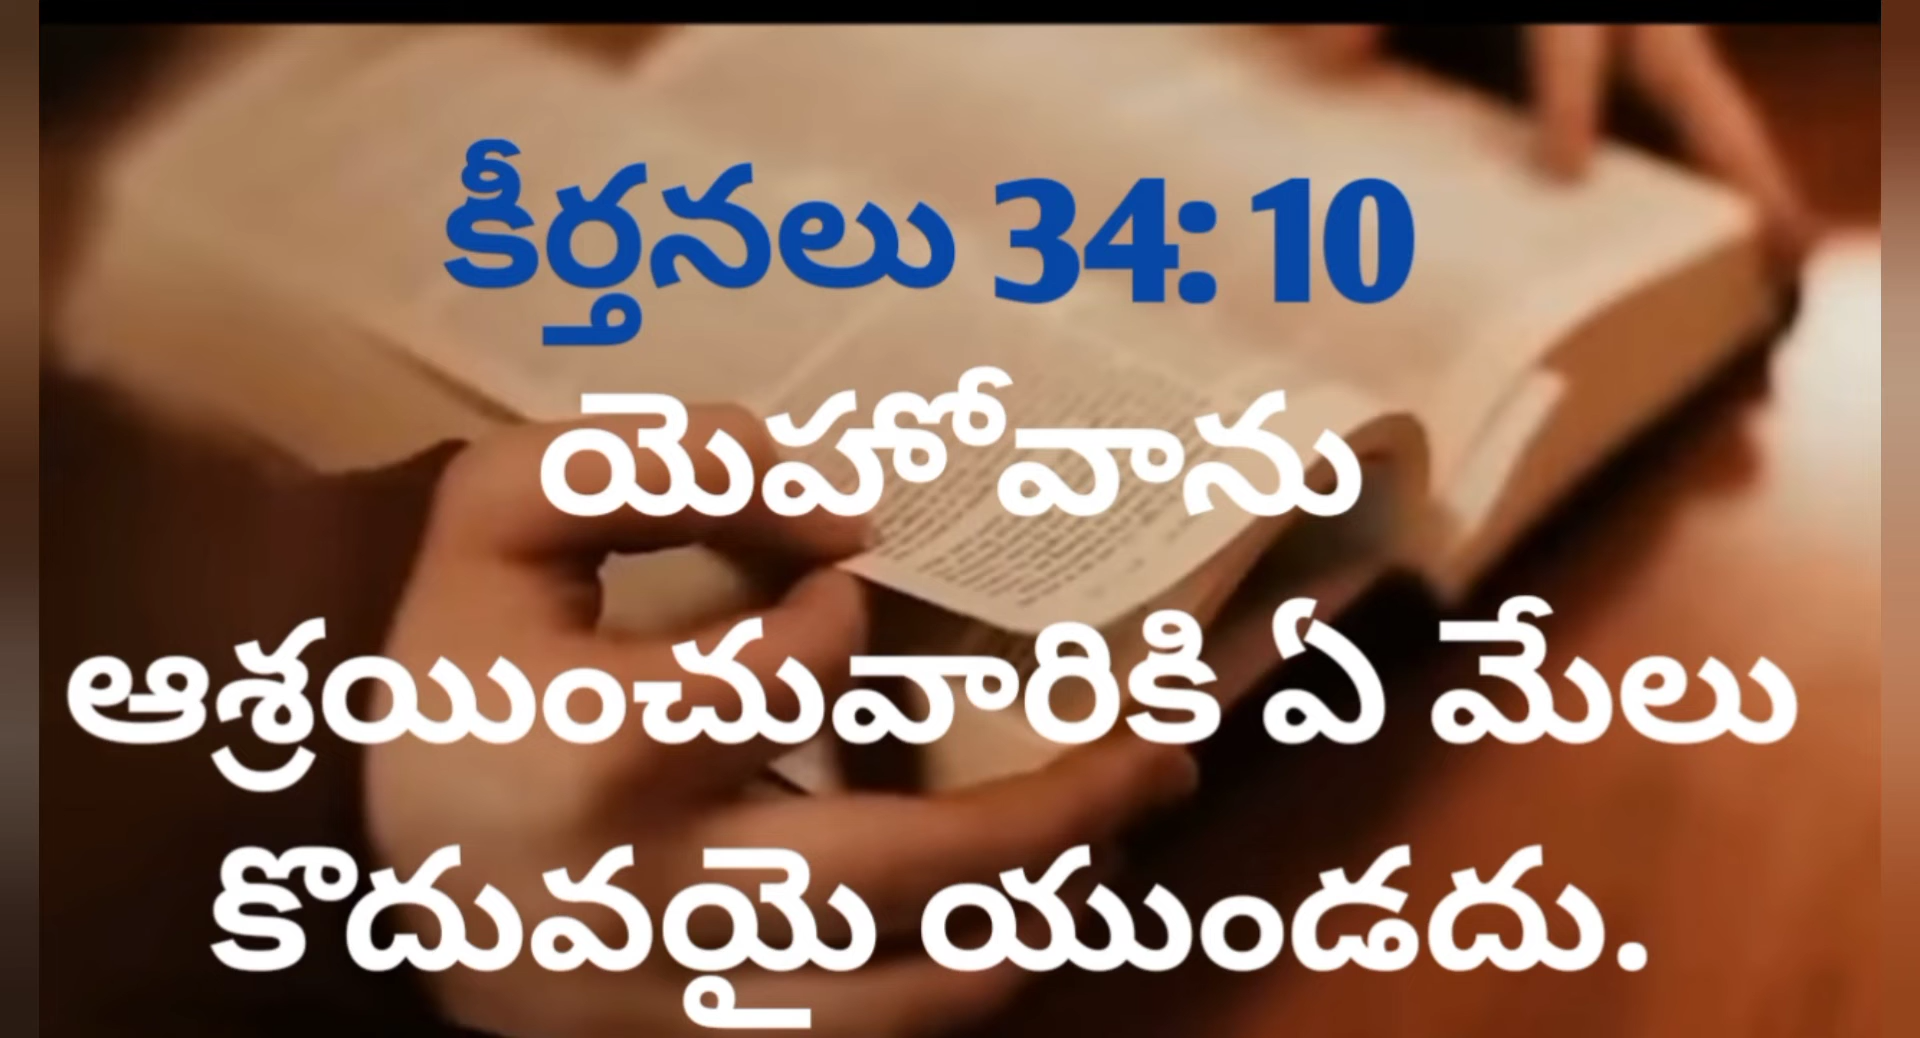 కీర్తనలు 34: 10
యెహోవాను
ఆశ్రయించువారికి ఏ మేలు
కొదువయై యుండదు.